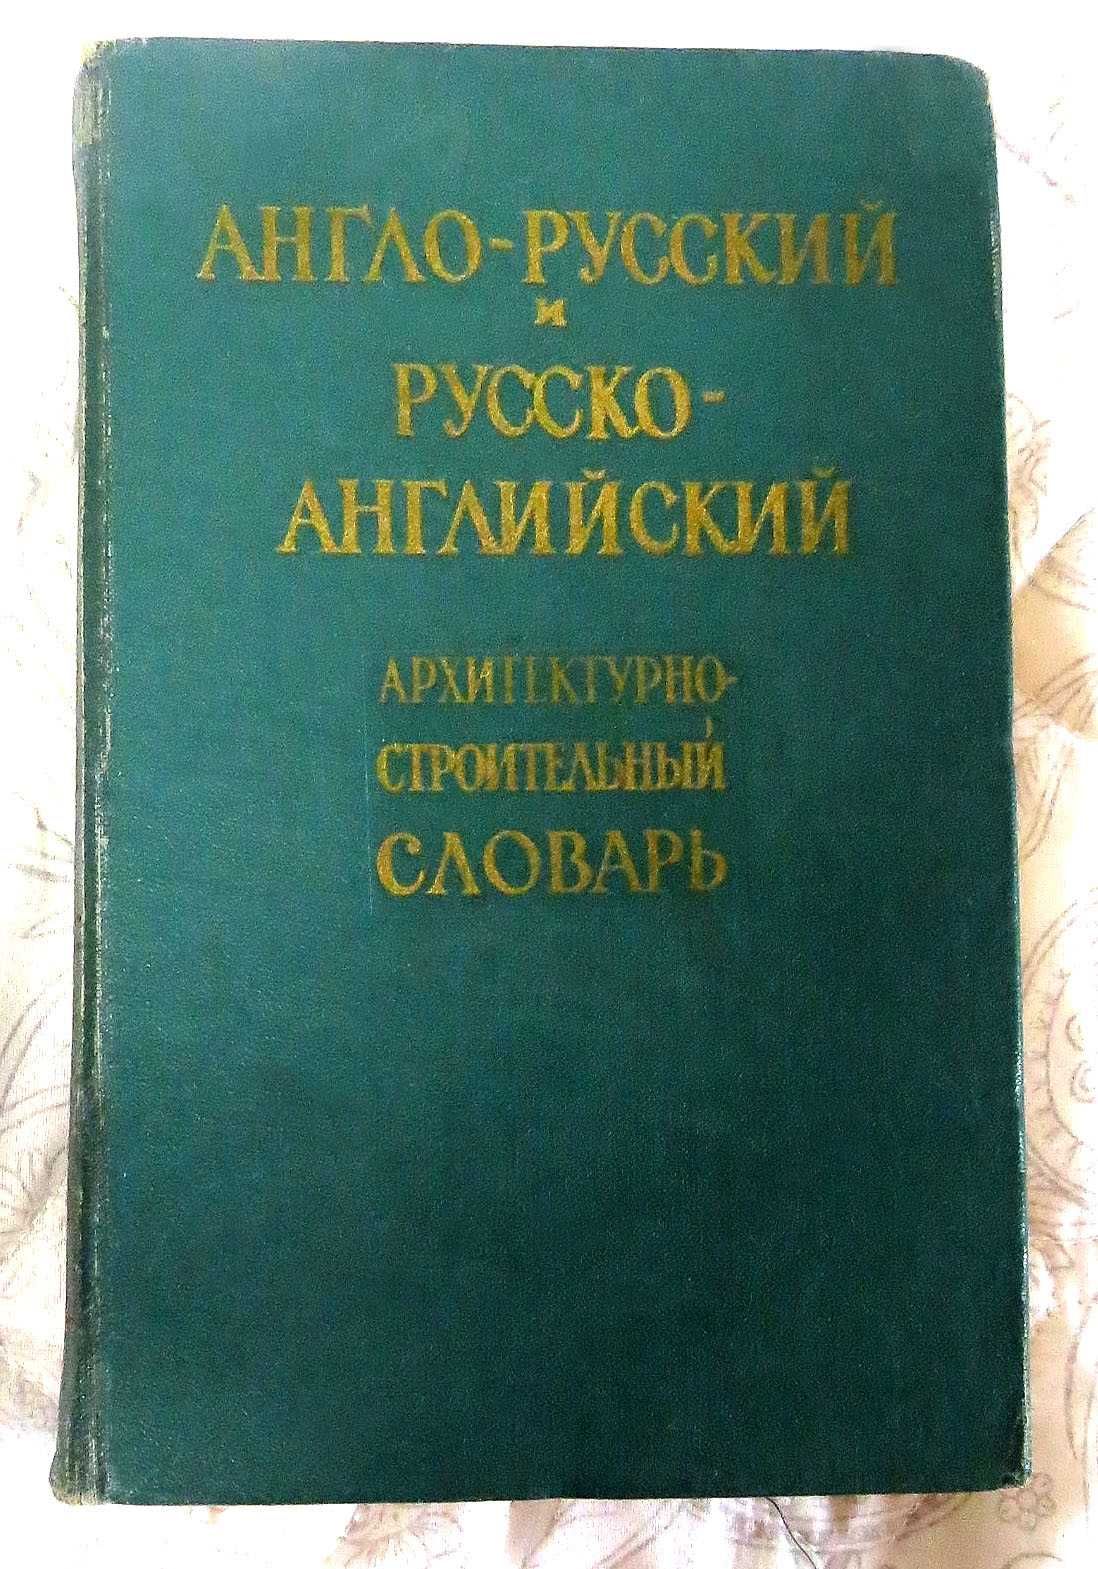 АНГЛО-РУССКИЙ
и
РУССКО-
АНГЛИЙСКИЙ
АРХИТЕКТУРНО-
СТРОИТЕЛЬНЫЙ
СЛОВАРЬ